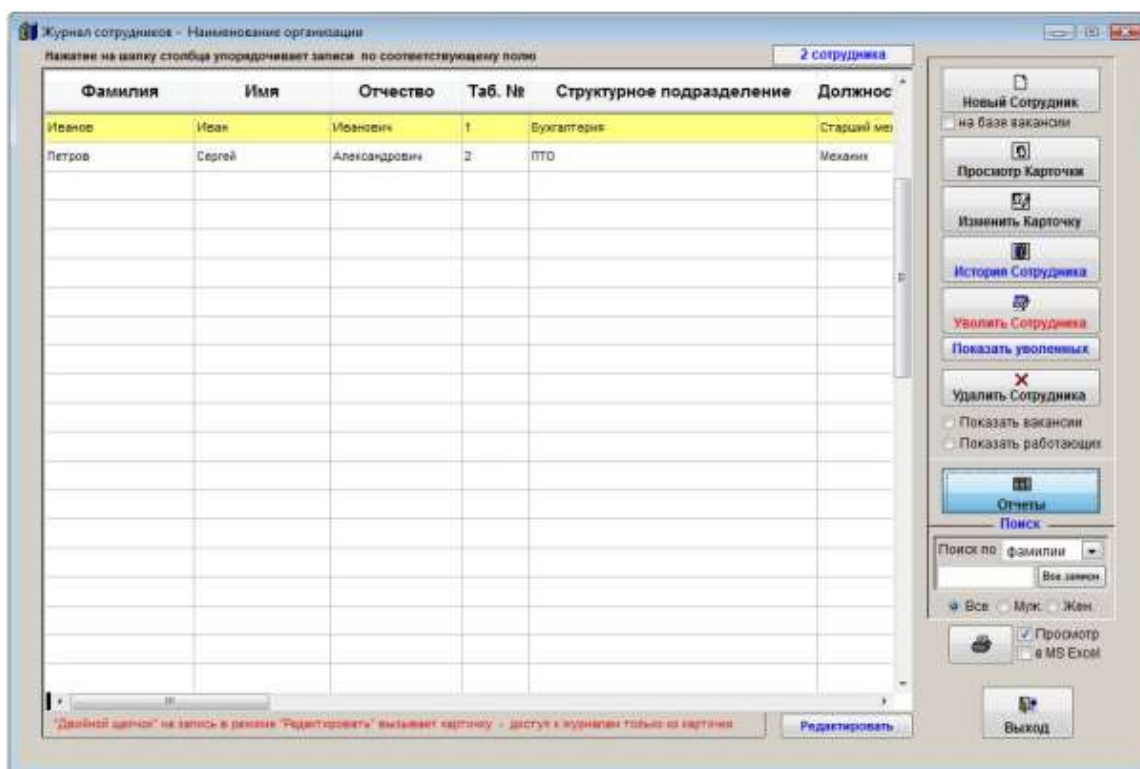 Журнал сотрудников - Наименование организации
Нажатие на шапку столбца упорядочивает записи по соответствующему полю
2 сотрудника
Фамилия Имя Отчество Таб. № Структурное подразделение Должнос
Иванов Иван Иванович 1 Бухгалтерия Старший мех
Петров Сергей Александрович 2 ПТО Механик
Новый Сотрудник
на базе вакансии
Просмотр Карточки
Изменить Карточку
История Сотрудника
Уволить Сотрудника
Показать уволенных
Удалить Сотрудника
Показать вакансии
Показать работающих
Отчеты
Поиск
Поиск по фамилии
Все записи
Все Муж. Жен.
Просмотр
в MS Excel
"Двойной щелчок" на запись в режиме "Редактировать" вызывает карточку - доступ к журналам только из карточки
Редактировать
Выход